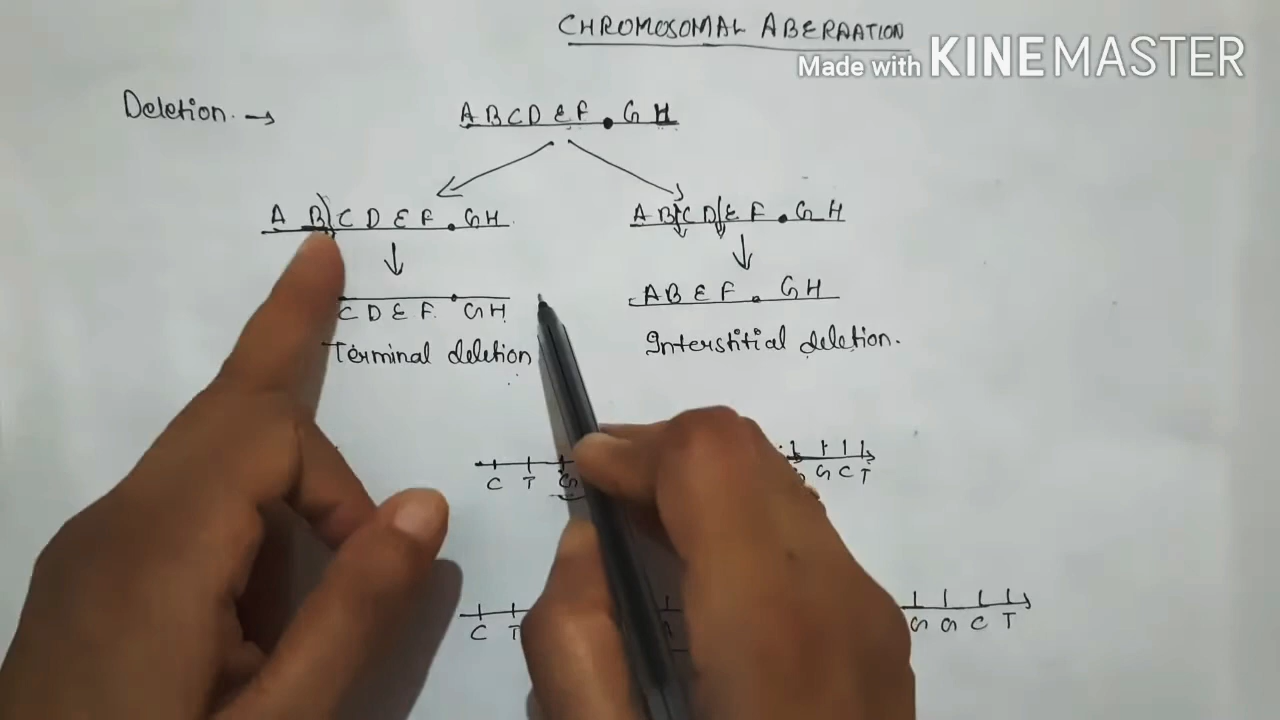 CHROMOSOMAL ABERRATION
Made with KINEMASTER
Deletion. →
A B C D E F . G H
A B C D E F . G H
A B C D E F . G H
C D E F . G H
A B E F . G H
Terminal deletion
Interstitial deletion.
C T G
G C T
C T
G G C T